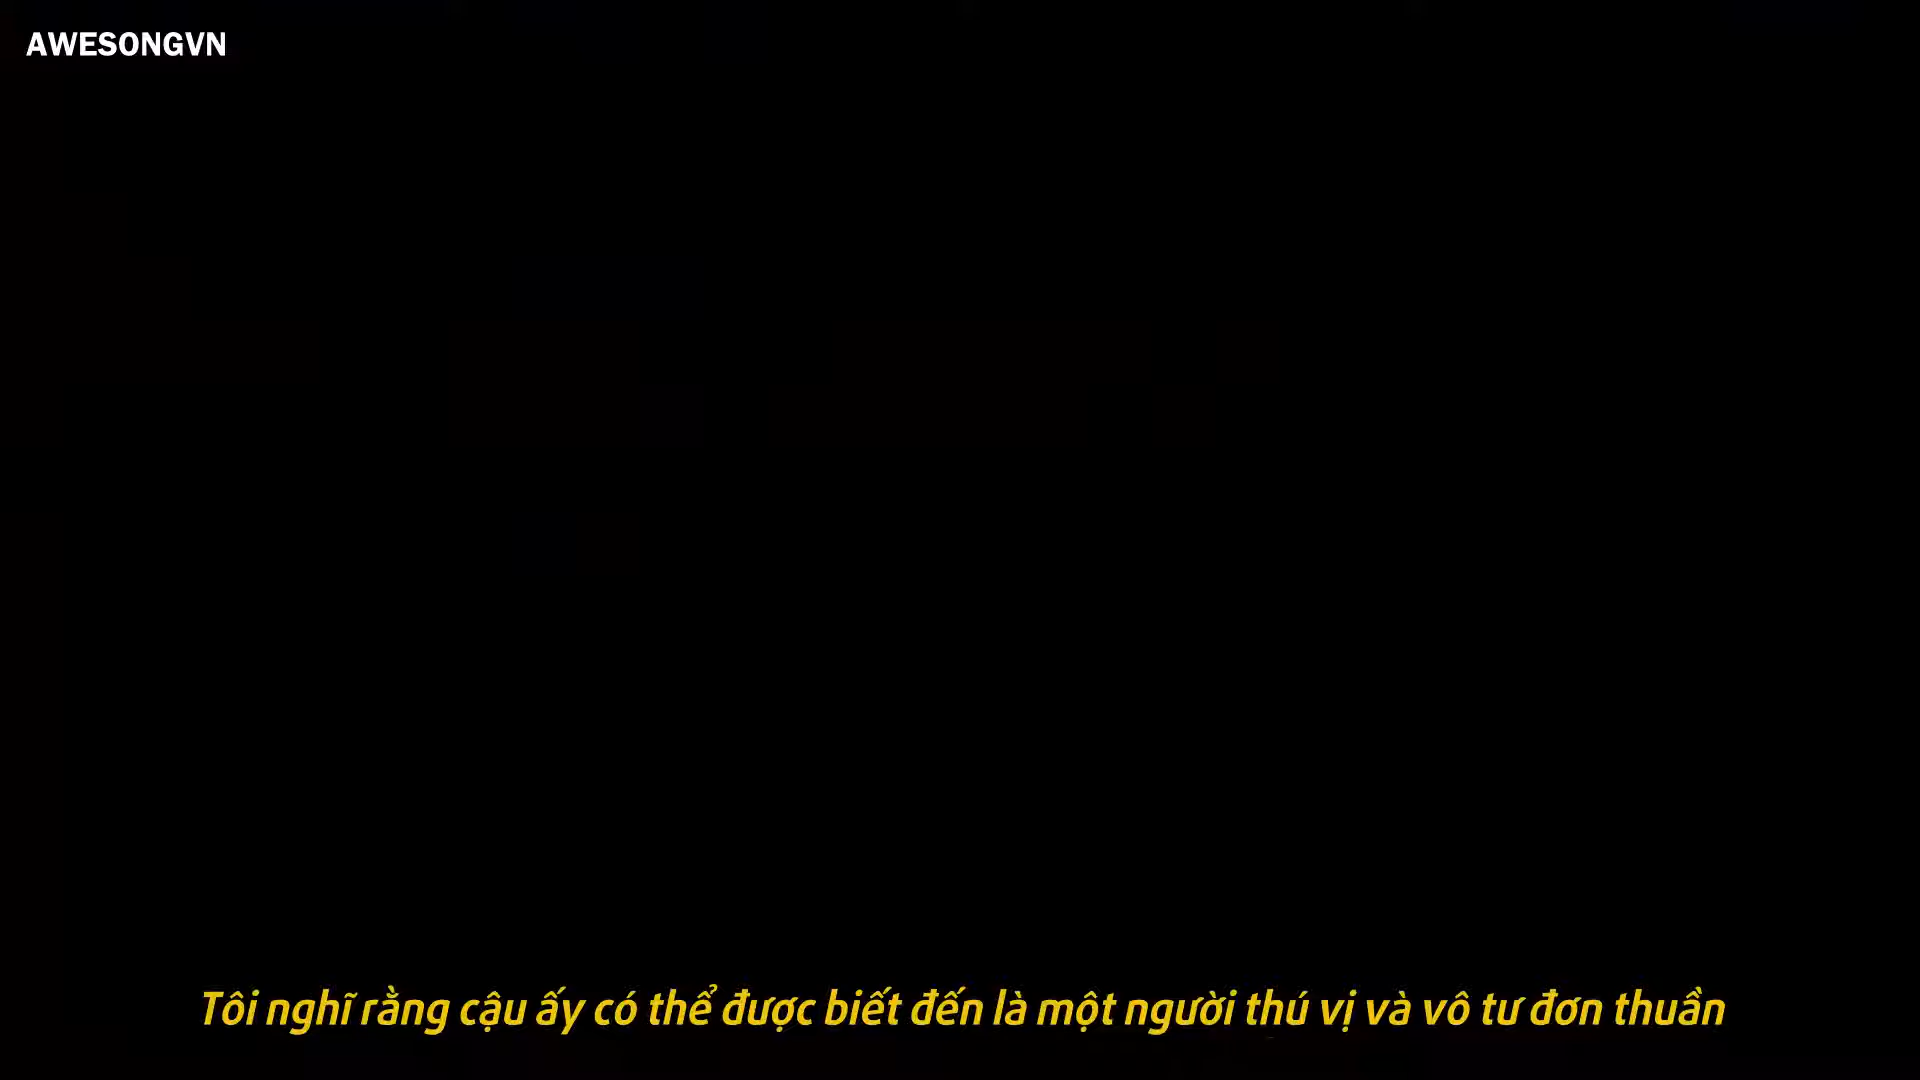 AWESONGVN
Tôi nghĩ rằng cậu ấy có thể được biết đến là một người thú vị và vô tư đơn thuần